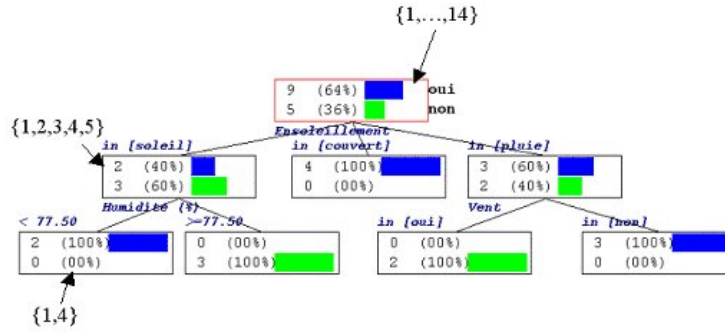 {1,…,14}
9 (64%) oui
5 (36%) non
{1,2,3,4,5}
Ensoleillement
in [soleil] in [couvert] in [pluie]
2 (40%) 4 (100%) 3 (60%)
3 (60%) 0 (00%) 2 (40%)
Humidité (%) Vent
< 77.50 >=77.50 in [oui] in [non]
2 (100%) 0 (00%) 0 (00%) 3 (100%)
0 (00%) 3 (100%) 2 (100%) 0 (00%)
{1,4}